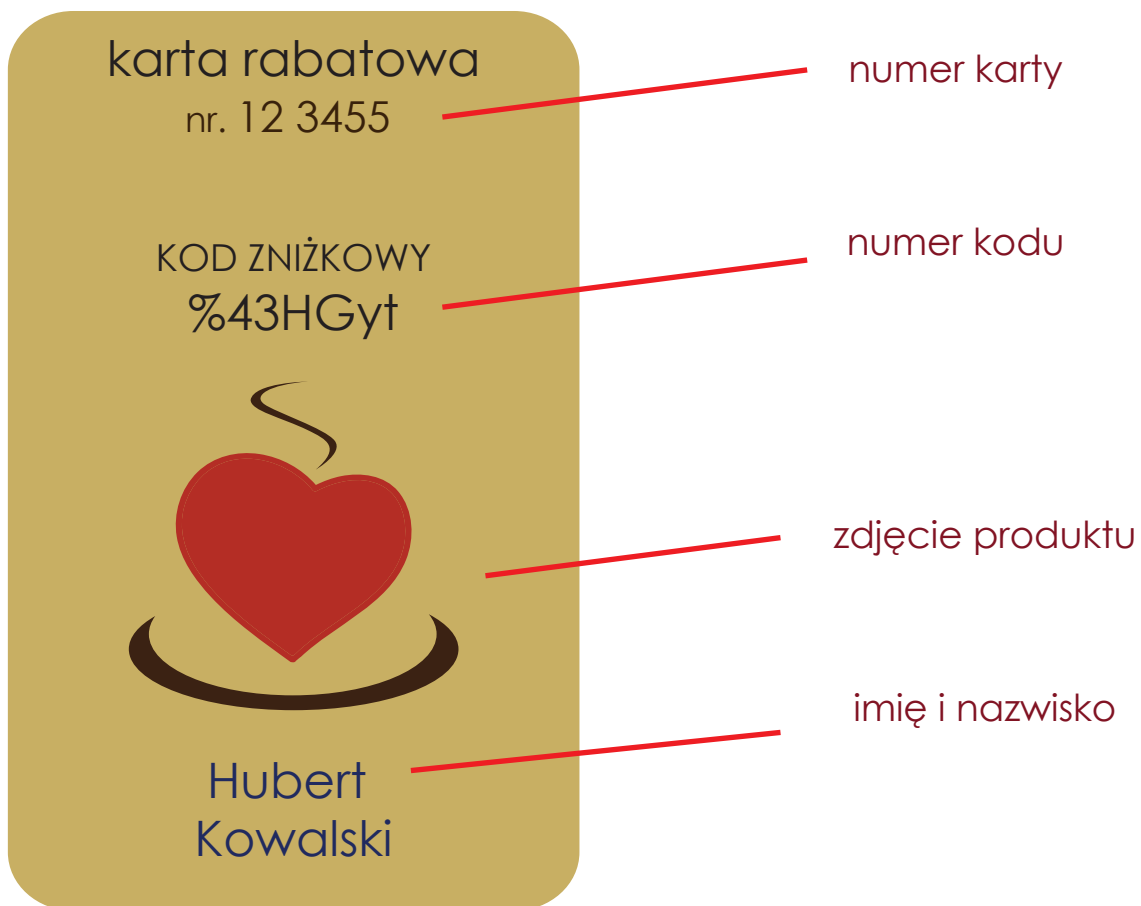 karta rabatowa
nr. 12 3455
numer karty
KOD ZNIŻKOWY
%43HGyt
numer kodu
zdjęcie produktu
imię i nazwisko
Hubert
Kowalski